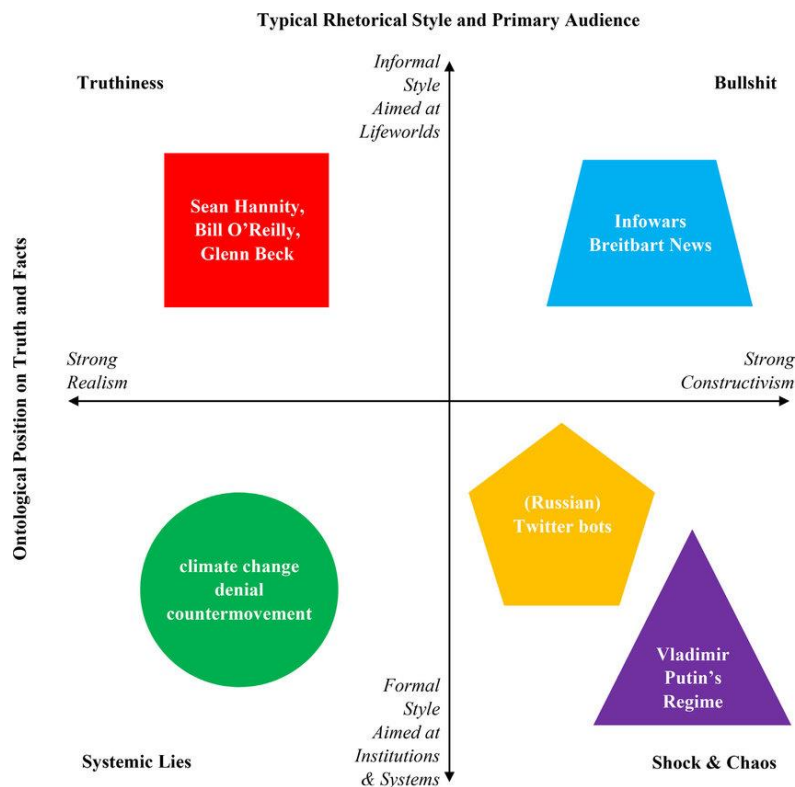 Typical Rhetorical Style and Primary Audience
Truthiness
Informal
Style
Aimed at
Lifeworlds
Bullshit
Sean Hannity,
Bill O’Reilly,
Glenn Beck
Infowars
Breitbart News
Ontological Position on Truth and Facts
Strong
Realism
Strong
Constructivism
(Russian)
Twitter bots
climate change
denial
countermovement
Vladimir
Putin’s
Regime
Formal
Style
Aimed at
Institutions
& Systems
Systemic Lies
Shock & Chaos